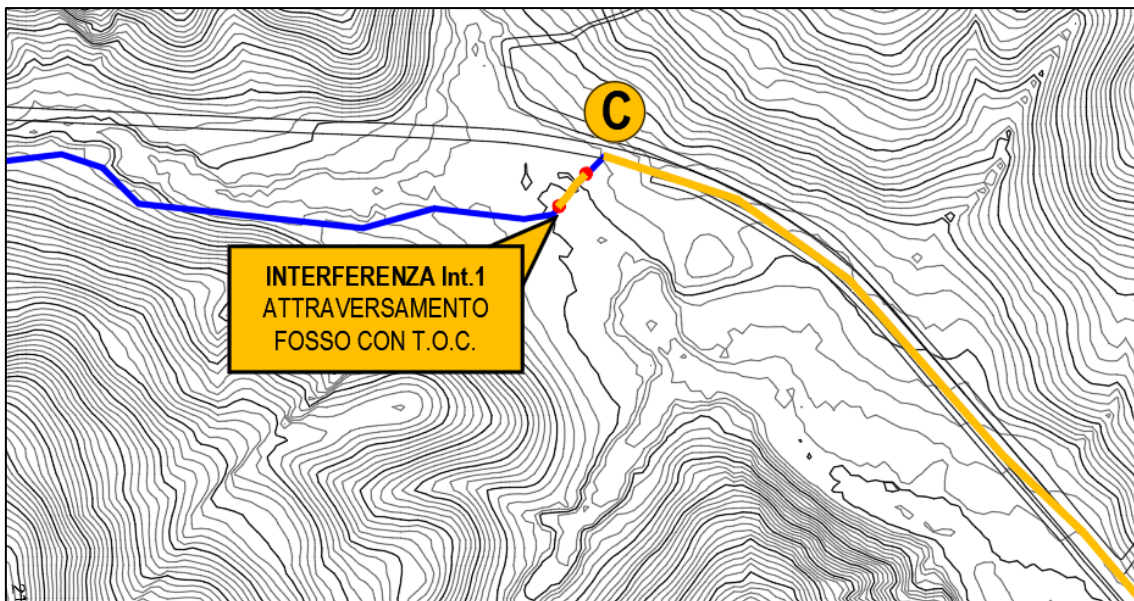 C
INTERFERENZA Int.1
ATTRAVERSAMENTO
FOSSO CON T.O.C.